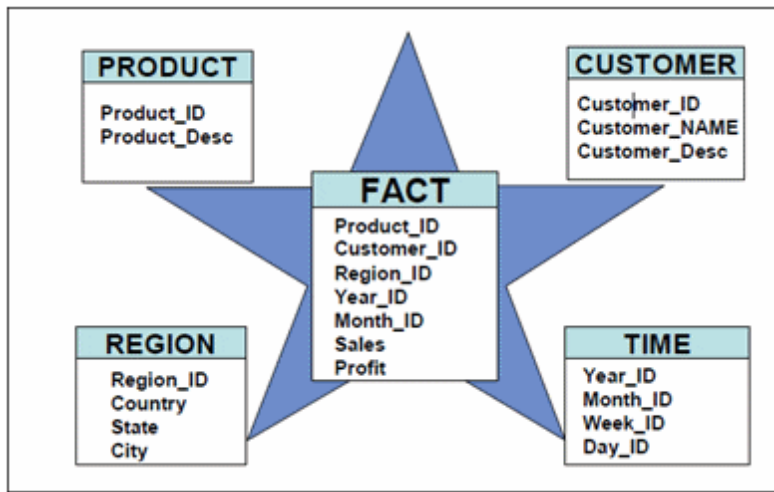 PRODUCT
Product_ID
Product_Desc
CUSTOMER
Customer_ID
Customer_NAME
Customer_Desc
FACT
Product_ID
Customer_ID
Region_ID
Year_ID
Month_ID
Sales
Profit
REGION
Region_ID
Country
State
City
TIME
Year_ID
Month_ID
Week_ID
Day_ID